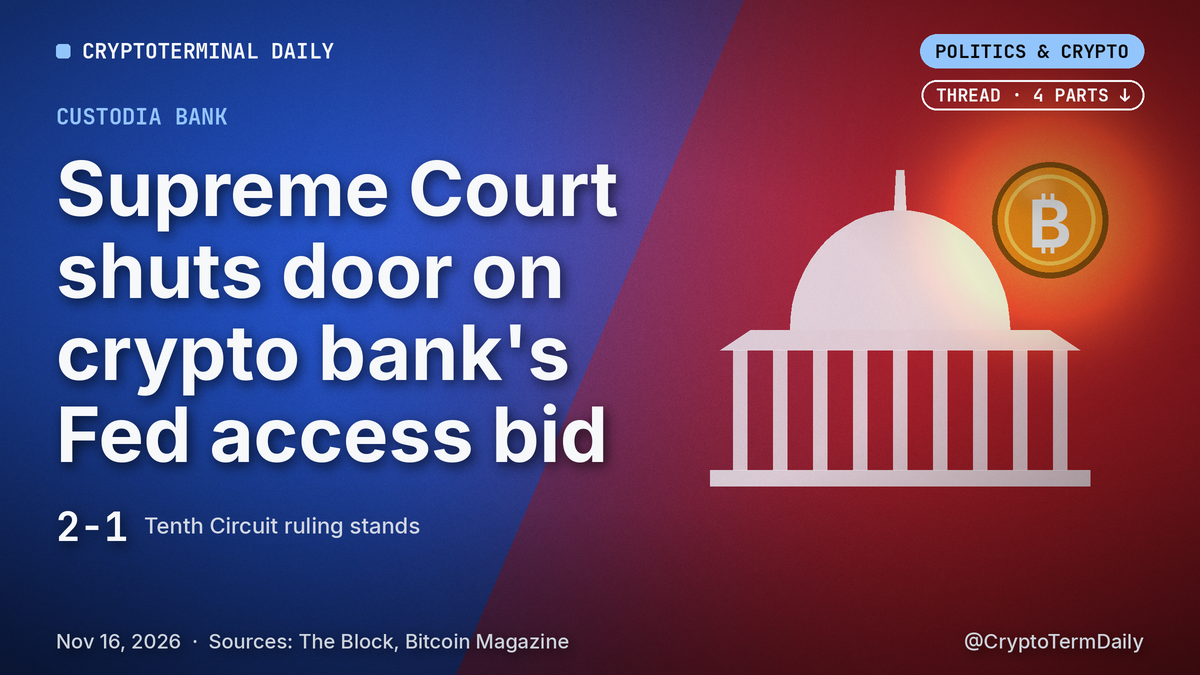 CRYPTOTERMINAL DAILY
POLITICS & CRYPTO
THREAD · 4 PARTS ↓
CUSTODIA BANK
Supreme Court
shuts door on
crypto bank's
Fed access bid
2-1 Tenth Circuit ruling stands
Nov 16, 2026 · Sources: The Block, Bitcoin Magazine
@CryptoTermDaily